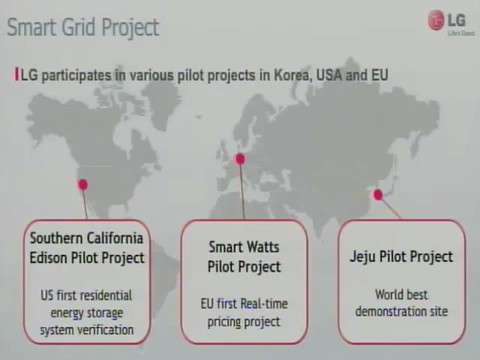 Smart Grid Project
LG
Life's Good
LG participates in various pilot projects in Korea, USA and EU
Southern California
Edison Pilot Project
US first residential
energy storage
system verification
Smart Watts
Pilot Project
EU first Real-time
pricing project
Jeju Pilot Project
World best
demonstration site